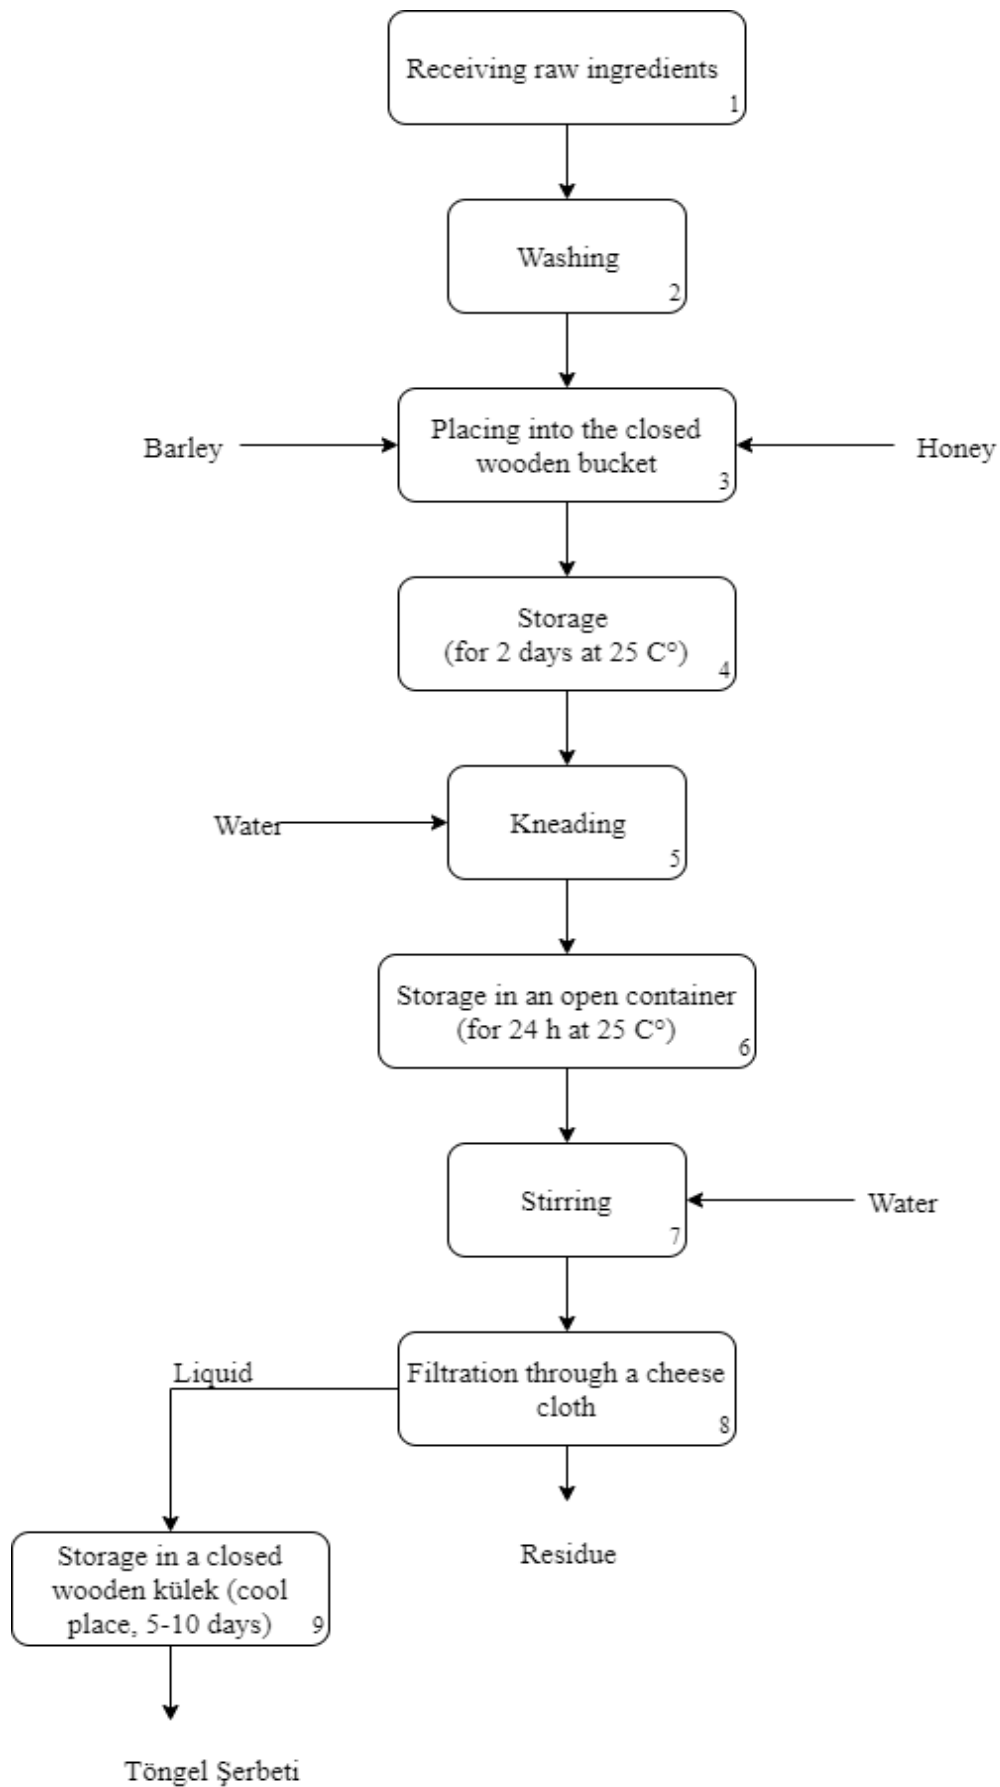 Receiving raw ingredients
1
Washing
2
Barley
Placing into the closed
wooden bucket
3
Honey
Storage
(for 2 days at 25 C°)
4
Water
Kneading
5
Storage in an open container
(for 24 h at 25 C°)
6
Stirring
7
Water
Liquid
Filtration through a cheese
cloth
8
Residue
Storage in a closed
wooden külek (cool
place, 5-10 days)
9
Töngel Şerbeti